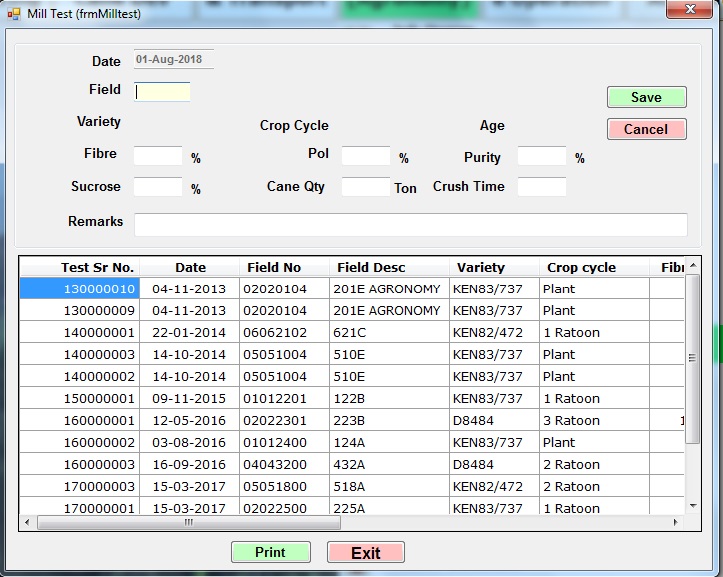 Mill Test (frmMilltest)
Date 01-Aug-2018
Field
Save
Variety Crop Cycle Age Cancel
Fibre % Pol % Purity %
Sucrose % Cane Qty Ton Crush Time
Remarks
Test Sr No. Date Field No Field Desc Variety Crop cycle Fib
130000010 04-11-2013 02020104 201E AGRONOMY KEN83/737 Plant
130000009 04-11-2013 02020104 201E AGRONOMY KEN83/737 Plant
140000001 22-01-2014 06062102 621C KEN82/472 1 Ratoon
140000003 14-10-2014 05051004 510E KEN83/737 Plant
140000002 14-10-2014 05051004 510E KEN83/737 Plant
150000001 09-11-2015 01012201 122B KEN83/737 1 Ratoon
160000001 12-05-2016 02022301 223B D8484 3 Ratoon 1
160000002 03-08-2016 01012400 124A KEN83/737 Plant
160000003 16-09-2016 04043200 432A D8484 2 Ratoon
170000003 15-03-2017 05051800 518A KEN82/472 2 Ratoon
170000001 15-03-2017 02022500 225A KEN83/737 1 Ratoon
Print Exit